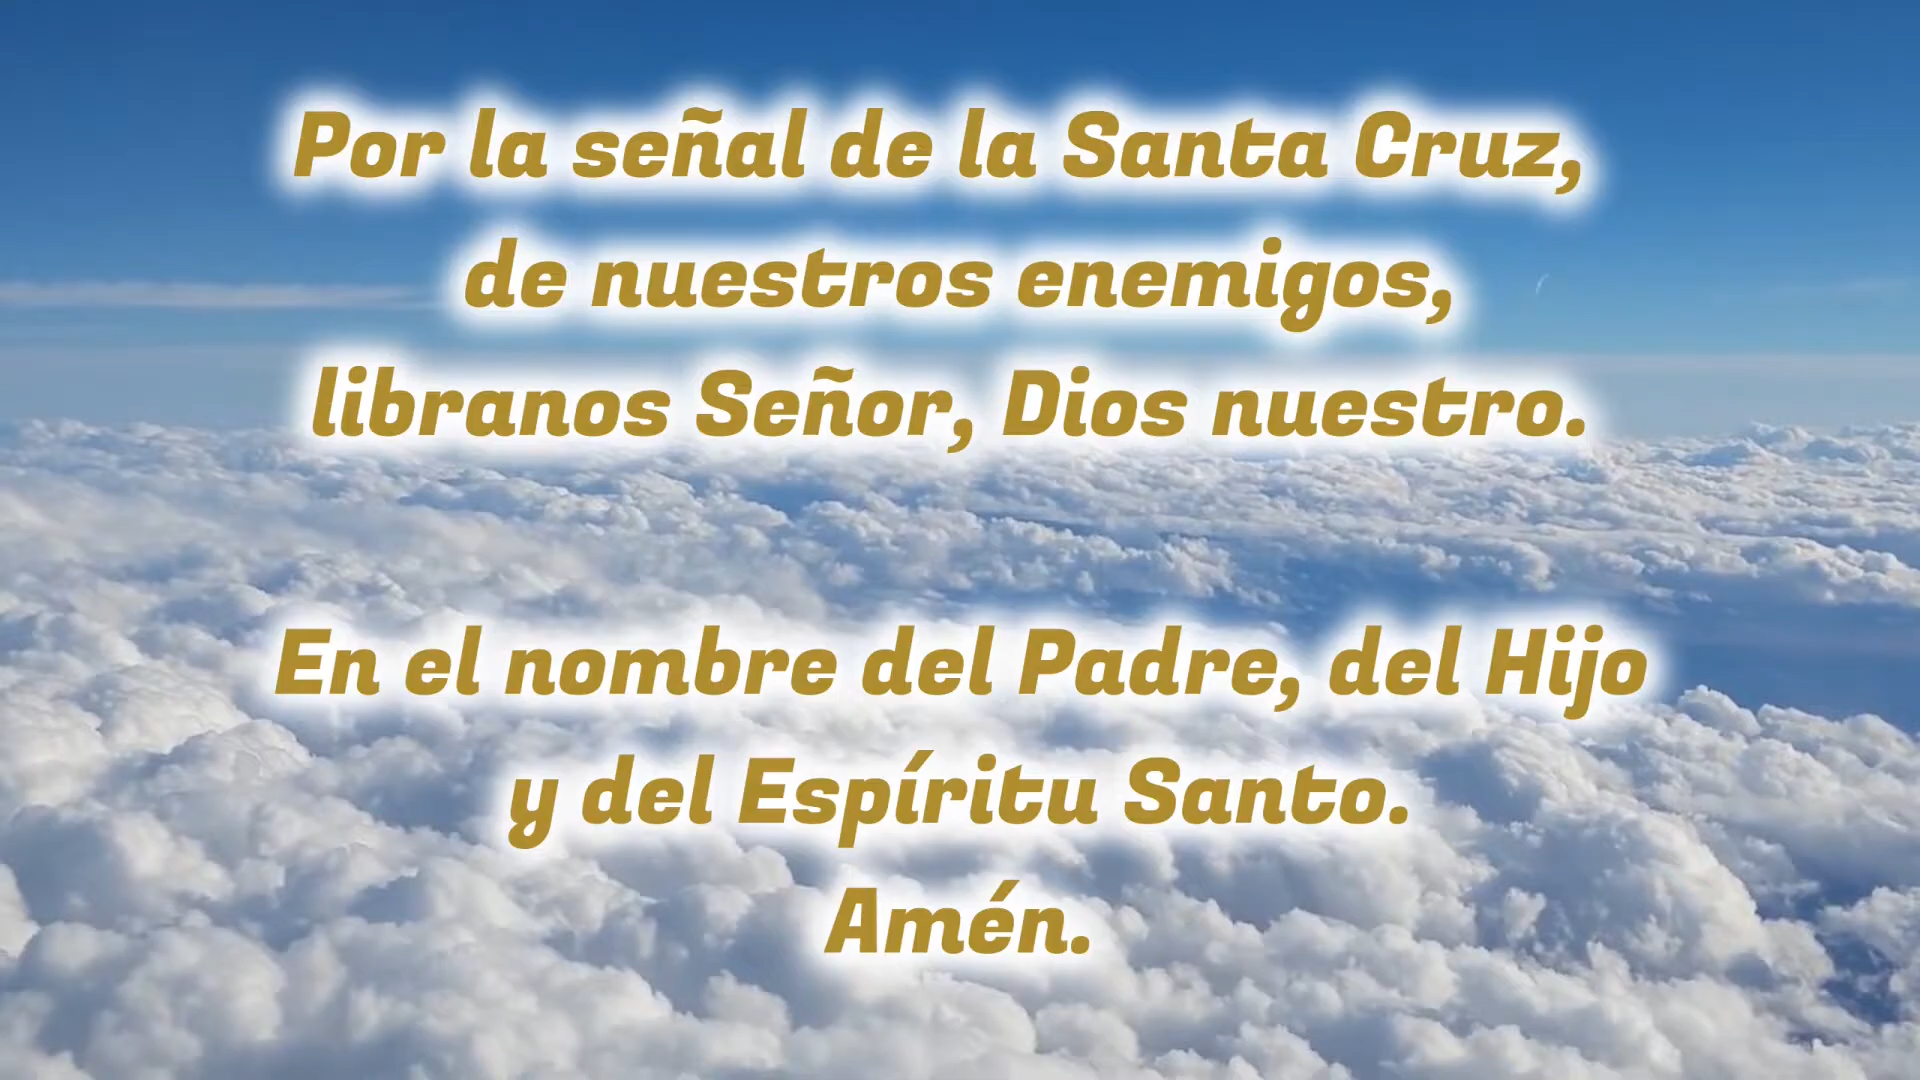 Por la señal de la Santa Cruz,
de nuestros enemigos,
libranos Señor, Dios nuestro.
En el nombre del Padre, del Hijo
y del Espíritu Santo.
Amén.